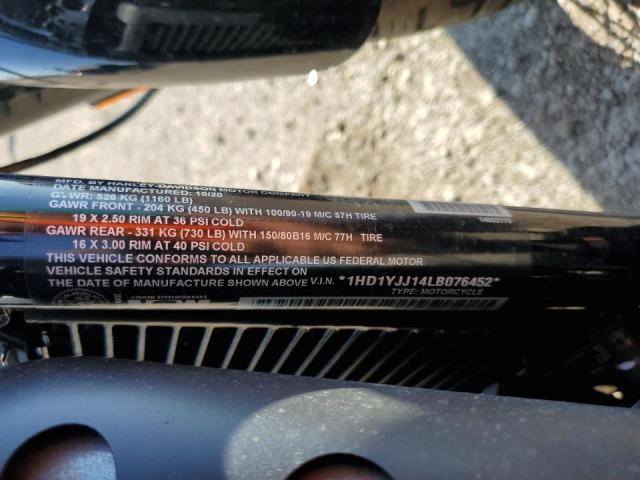 MFD. BY HARLEY-DAVIDSON MOTOR COMPANY
DATE MANUFACTURED: 10/20
GVWR: 526 KG (1160 LB)
GAWR FRONT - 204 KG (450 LB) WITH 100/90-19 M/C 57H TIRE
19 X 2.50 RIM AT 36 PSI COLD
GAWR REAR - 331 KG (730 LB) WITH 150/80B16 M/C 77H TIRE
16 X 3.00 RIM AT 40 PSI COLD
THIS VEHICLE CONFORMS TO ALL APPLICABLE US FEDERAL MOTOR
VEHICLE SAFETY STANDARDS IN EFFECT ON
THE DATE OF MANUFACTURE SHOWN ABOVE V.I.N. *1HD1YJJ14LB076452*
TYPE: MOTORCYCLE
UNITED STEELWORKERS